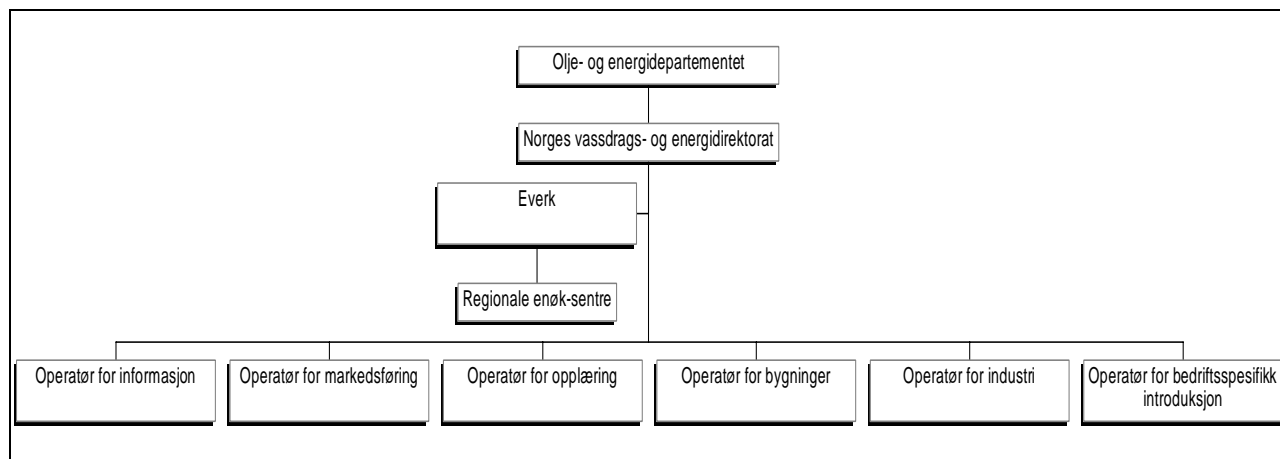 Olje- og energidepartementet
Norges vassdrags- og energidirektorat
Everk
Regionale enøk-sentre
Operatør for informasjon
Operatør for markedsføring
Operatør for opplæring
Operatør for bygninger
Operatør for industri
Operatør for bedriftsspesifikk
introduksjon